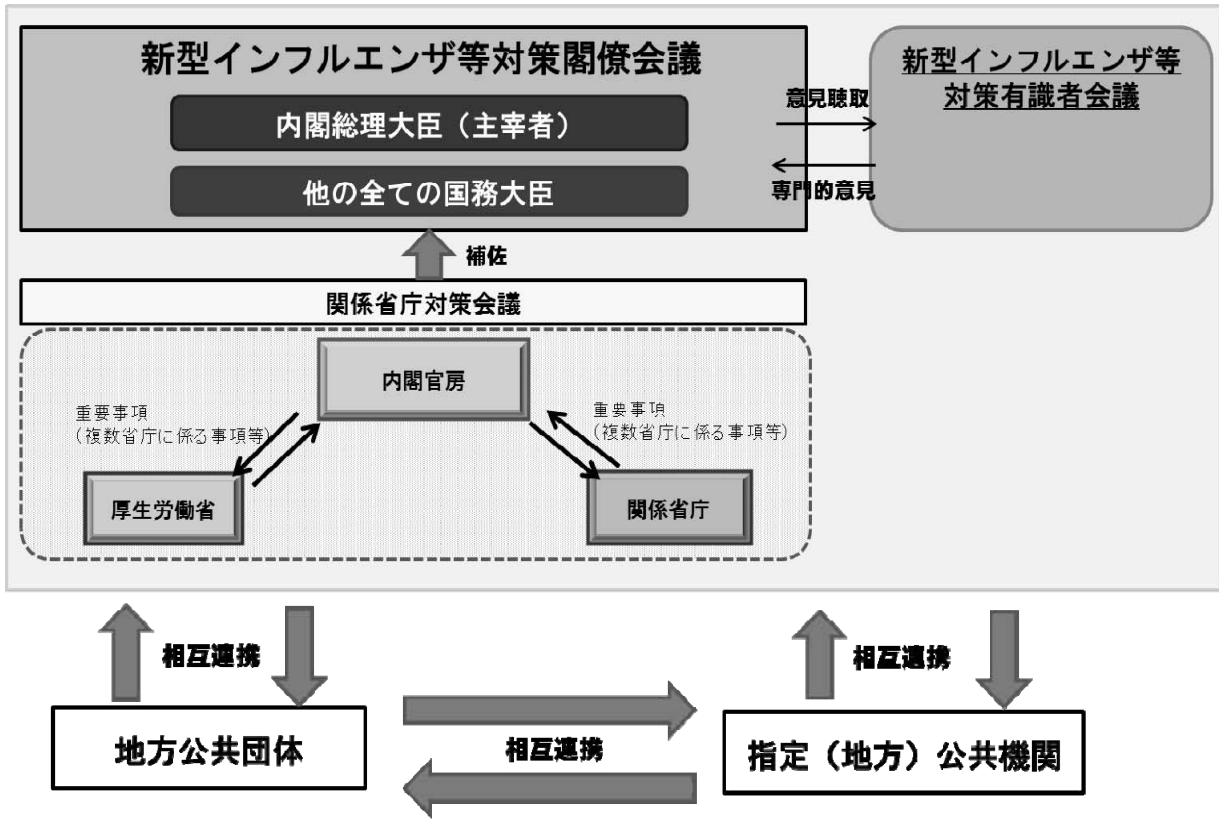 新型インフルエンザ等対策閣僚会議
内閣総理大臣（主宰者）
他の全ての国務大臣
意見聴取
専門的意見
新型インフルエンザ等
対策有識者会議
補佐
関係省庁対策会議
内閣官房
重要事項
(複数省庁に係る事項等)
重要事項
(複数省庁に係る事項等)
厚生労働省
関係省庁
相互連携
相互連携
地方公共団体
相互連携
指定（地方）公共機関